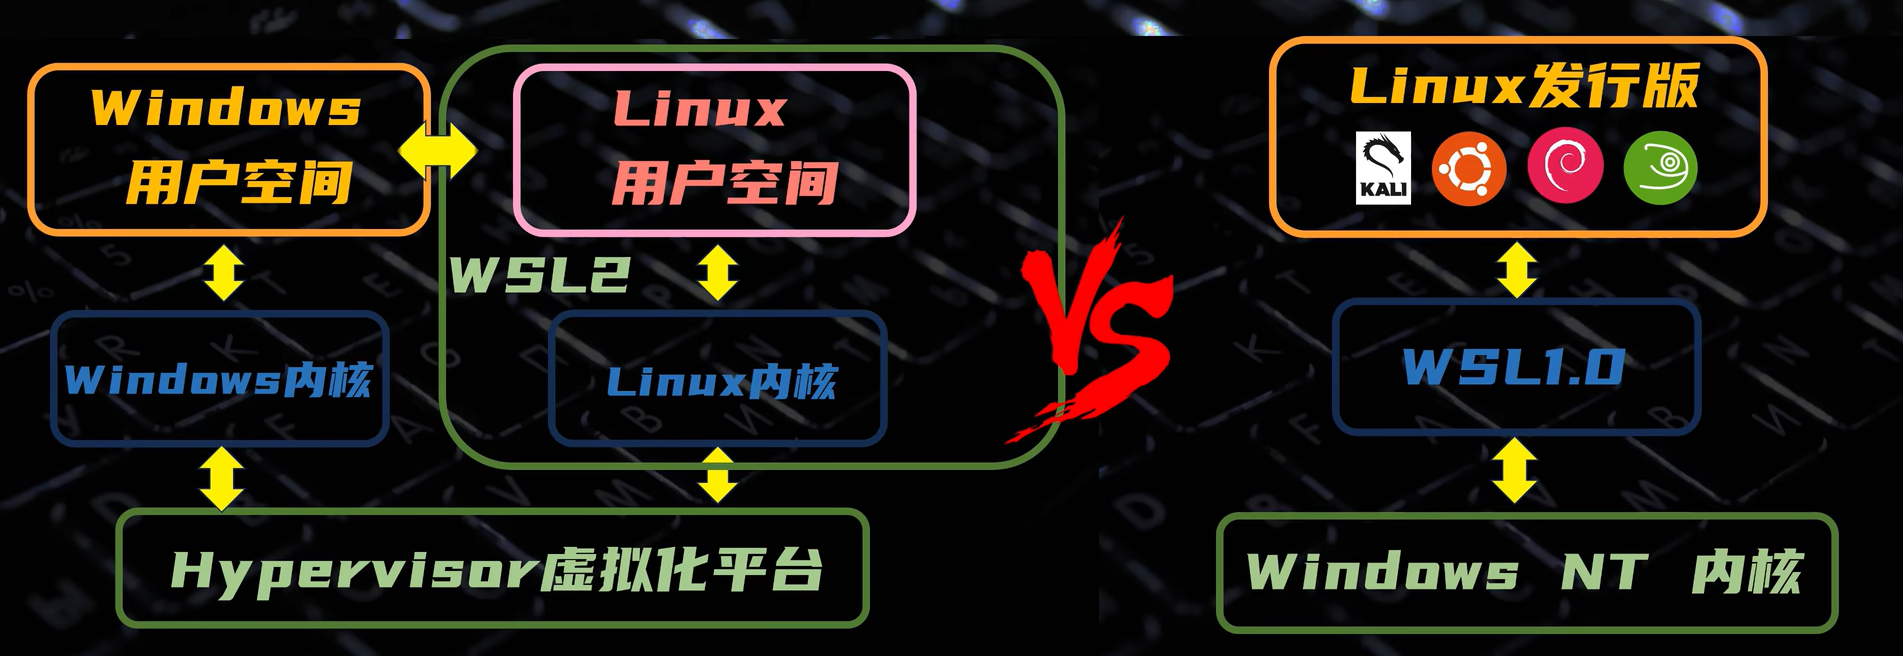 Windows
用户空间
Linux
用户空间
WSL2
Windows内核
Linux内核
Hypervisor虚拟化平台
VS
Linux发行版
KALI
WSL1.0
Windows NT 内核